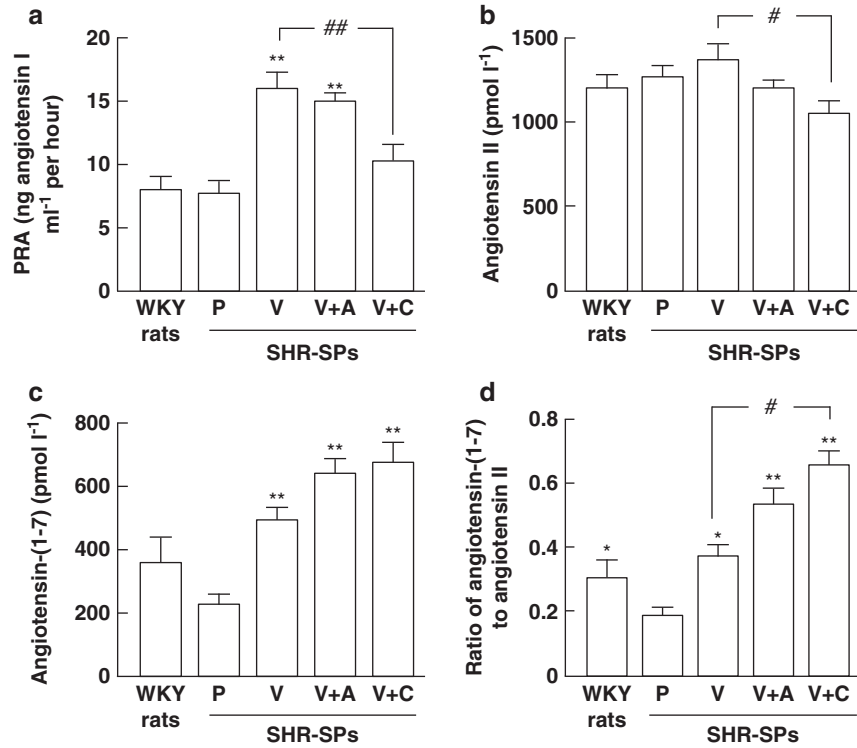 a
PRA (ng angiotensin I
ml⁻¹ per hour)
20
15
10
5
0
**
**
##
WKY
rats
P
V
V+A
V+C
SHR-SPs
b
Angiotensin II (pmol l⁻¹)
1500
1000
500
0
#
WKY
rats
P
V
V+A
V+C
SHR-SPs
c
Angiotensin-(1-7) (pmol l⁻¹)
800
600
400
200
0
**
**
**
WKY
rats
P
V
V+A
V+C
SHR-SPs
d
Ratio of angiotensin-(1-7)
to angiotensin II
0.8
0.6
0.4
0.2
0
*
*
**
**
#
WKY
rats
P
V
V+A
V+C
SHR-SPs